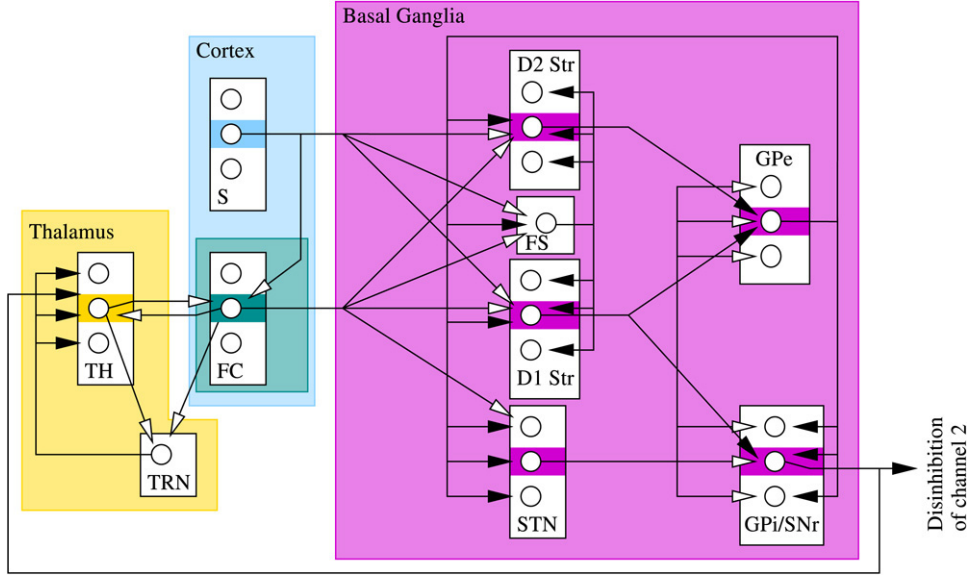 Basal Ganglia
Cortex
D2 Str
GPe
S
Thalamus
FS
TH
FC
D1 Str
TRN
STN
GPi/SNr
Disinhibition
of channel 2